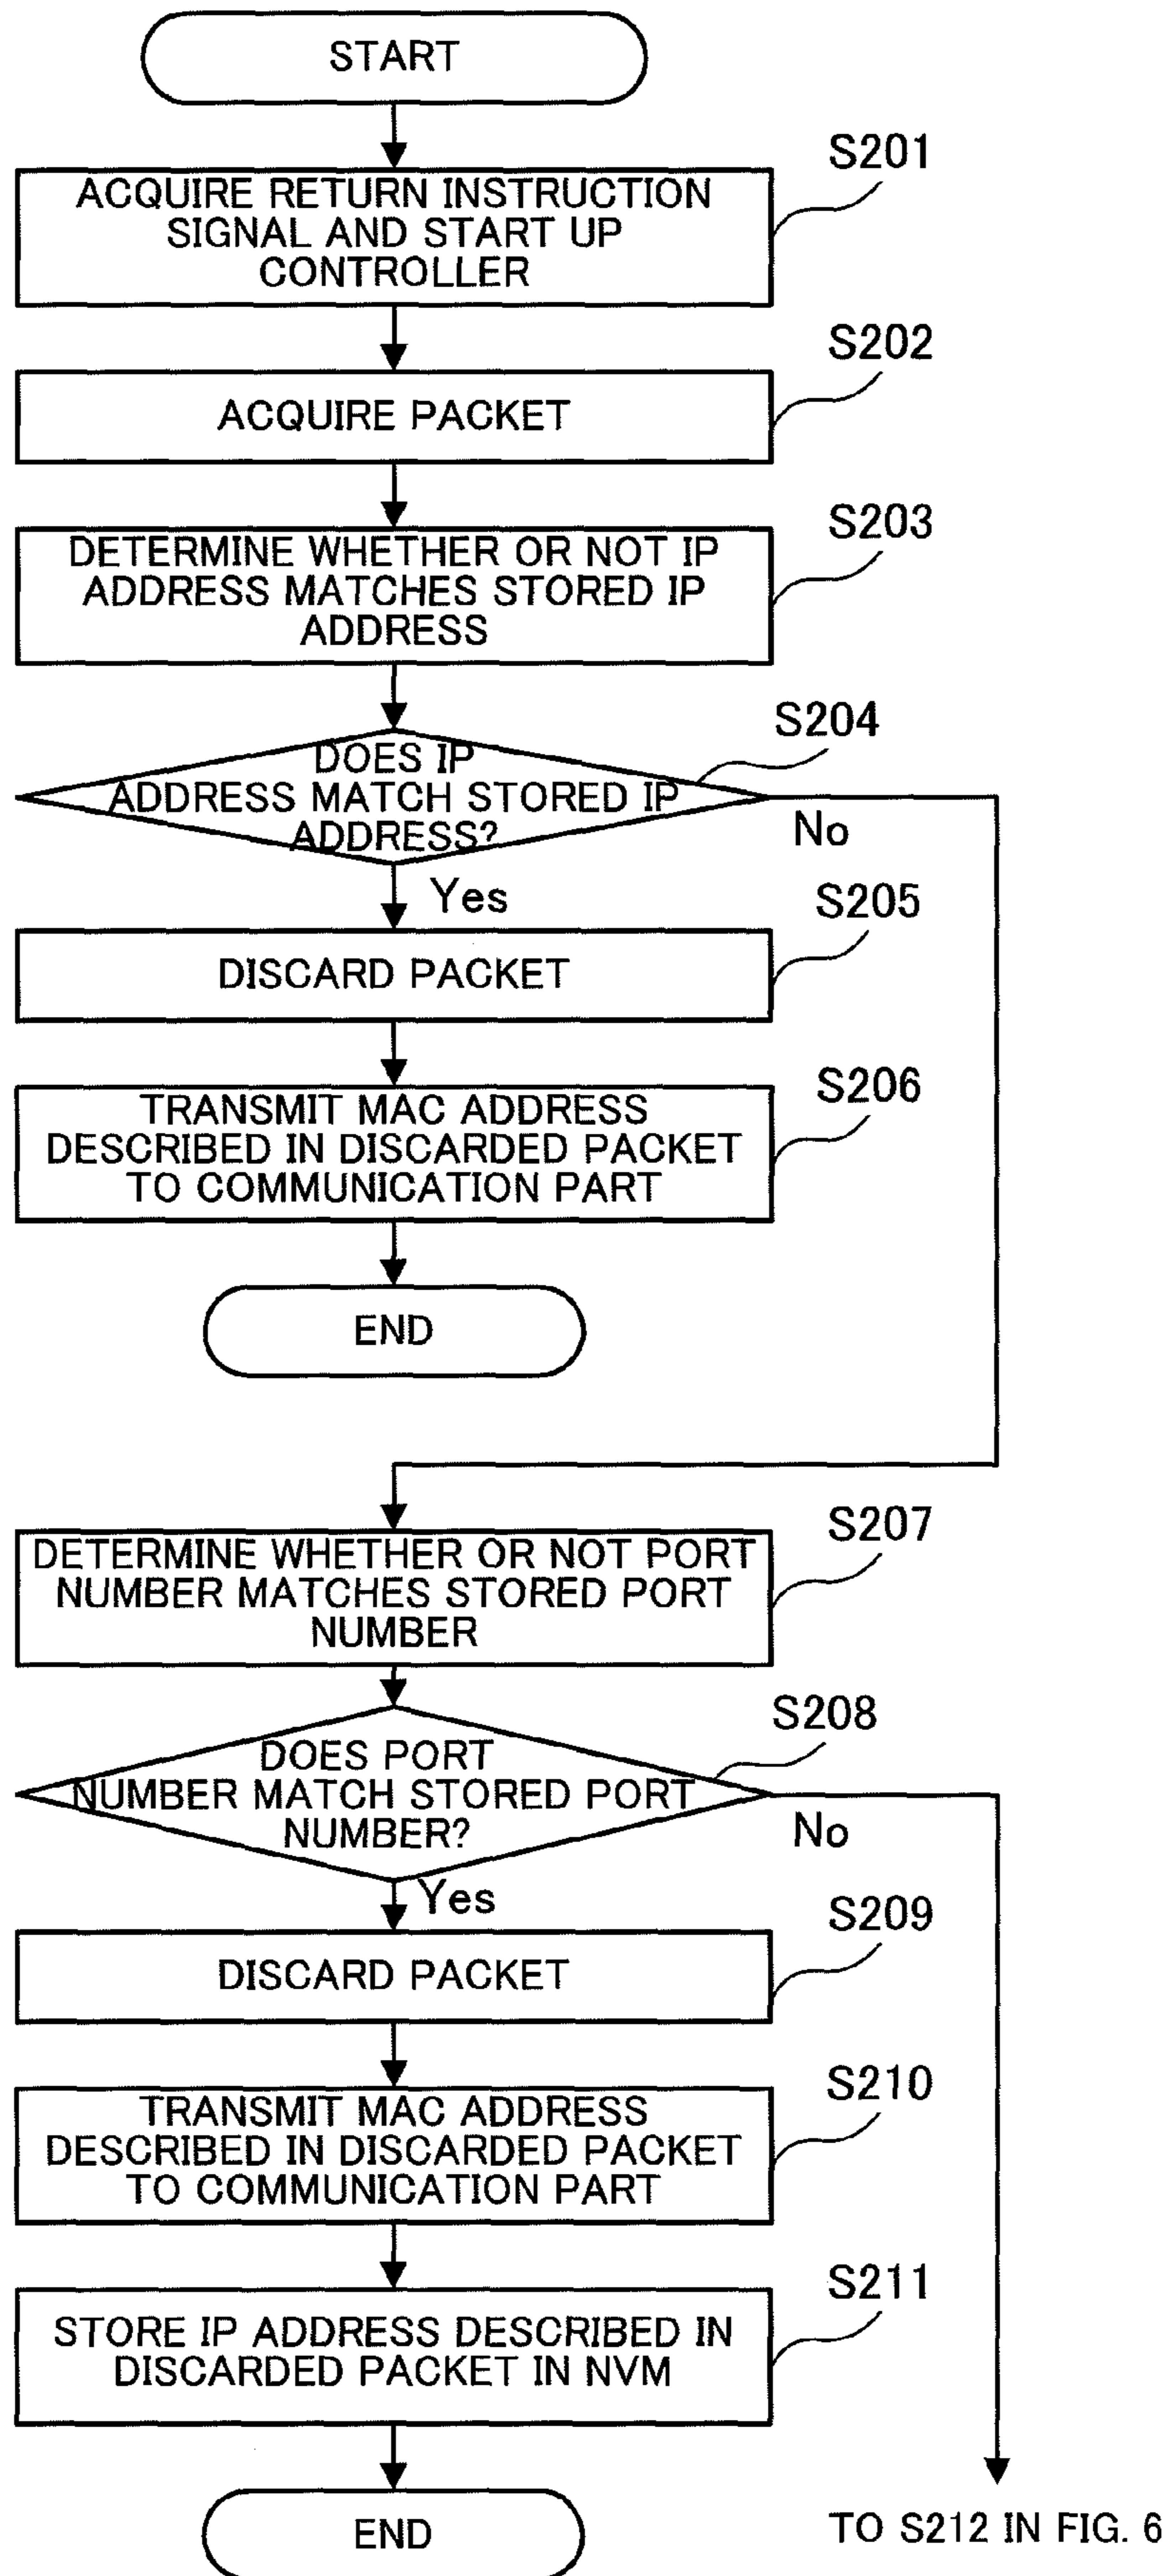 START
S201
ACQUIRE RETURN INSTRUCTION
SIGNAL AND START UP
CONTROLLER
S202
ACQUIRE PACKET
S203
DETERMINE WHETHER OR NOT IP
ADDRESS MATCHES STORED IP
ADDRESS
S204
DOES IP
ADDRESS MATCH STORED IP
ADDRESS?
No
Yes
S205
DISCARD PACKET
S206
TRANSMIT MAC ADDRESS
DESCRIBED IN DISCARDED PACKET
TO COMMUNICATION PART
END
S207
DETERMINE WHETHER OR NOT PORT
NUMBER MATCHES STORED PORT
NUMBER
S208
DOES PORT
NUMBER MATCH STORED PORT
NUMBER?
No
Yes
S209
DISCARD PACKET
S210
TRANSMIT MAC ADDRESS
DESCRIBED IN DISCARDED PACKET
TO COMMUNICATION PART
S211
STORE IP ADDRESS DESCRIBED IN
DISCARDED PACKET IN NVM
END
TO S212 IN FIG. 6